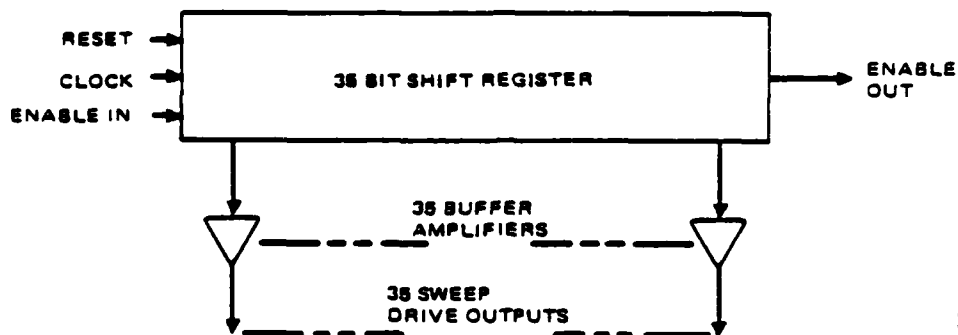 RESET
CLOCK
ENABLE IN
35 BIT SHIFT REGISTER
ENABLE
OUT
35 BUFFER
AMPLIFIERS
35 SWEEP
DRIVE OUTPUTS